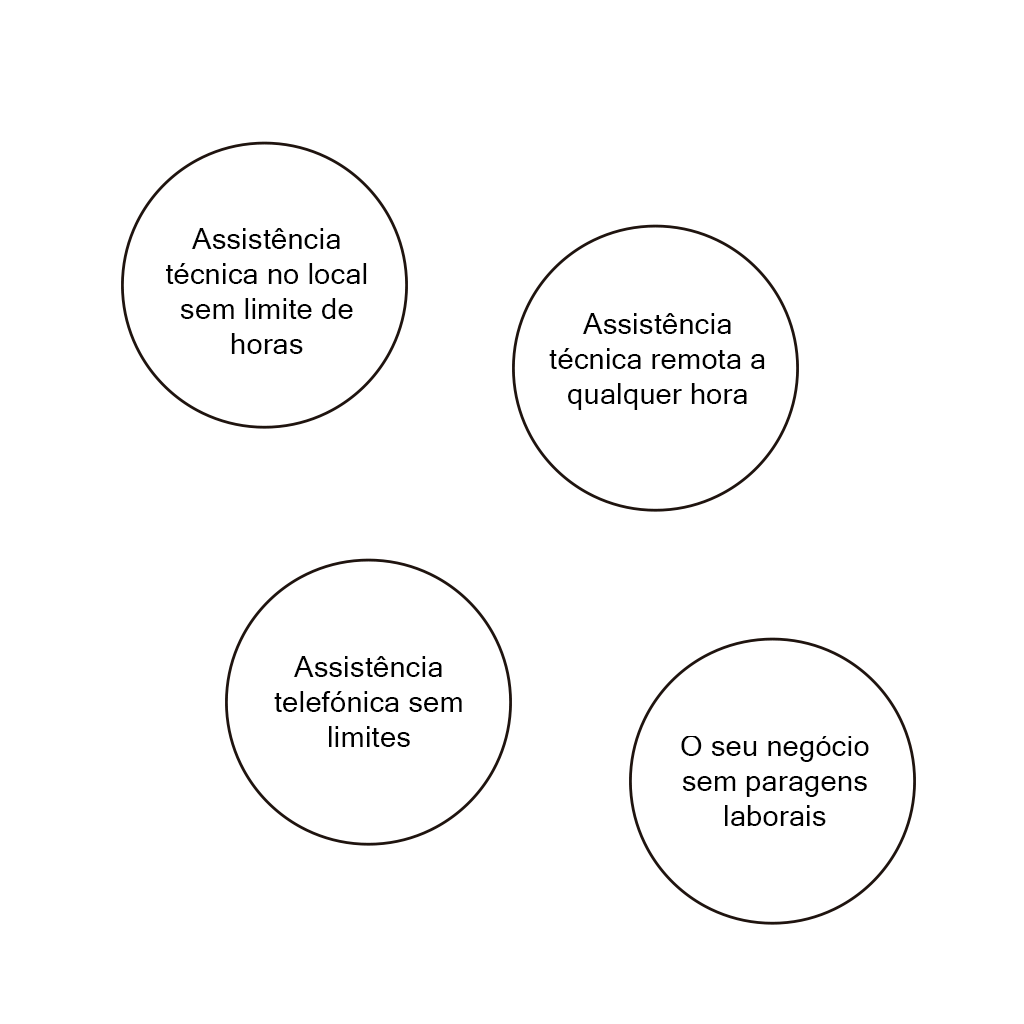 Assistência
técnica no local
sem limite de
horas
Assistência
técnica remota a
qualquer hora
Assistência
telefónica sem
limites
O seu negócio
sem paragens
laborais